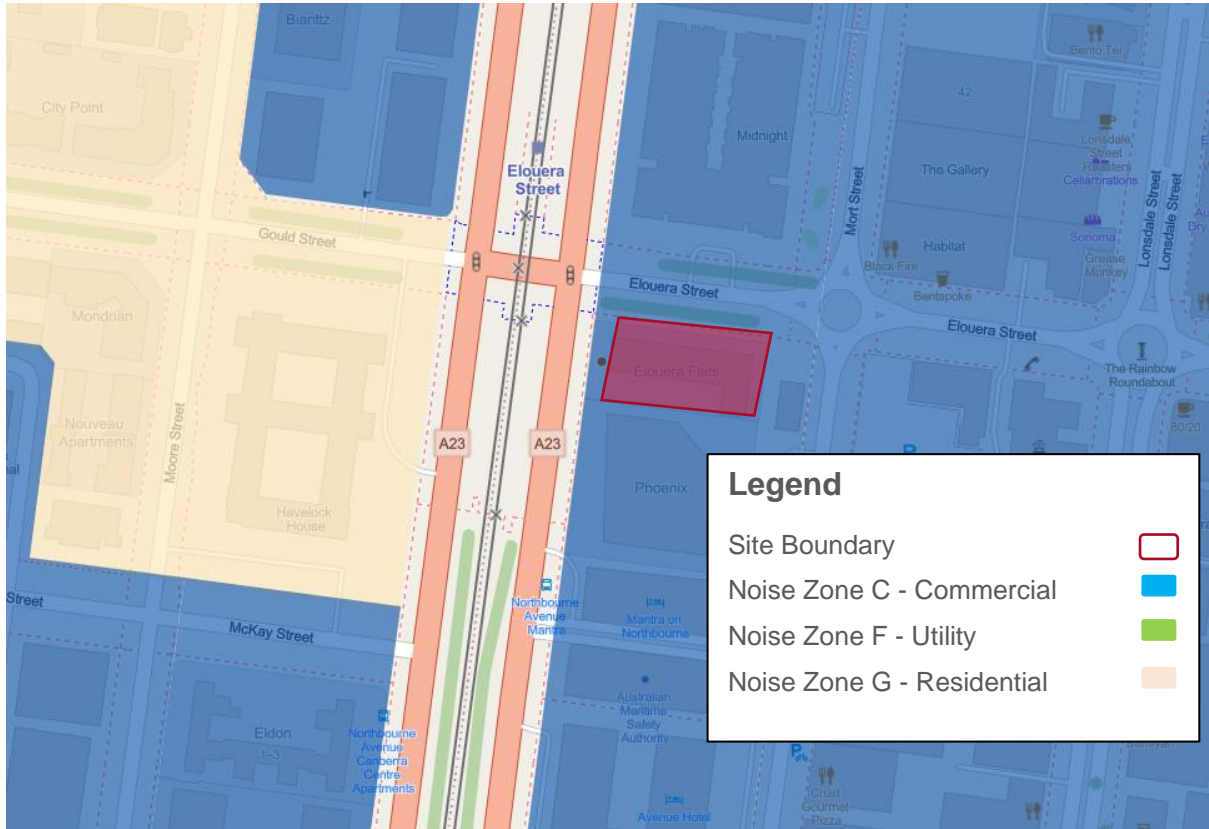 Bianttz
Bento Tei
City Point
42
Midnight
Lonsdale
Street
Roasters
Cellarbrations
Elouera
Street
The Gallery
Mort Street
Lonsdale Street
Lonsdale Street
Gould Street
Sonoma
Habitat
Grease
Monkey
Black Fire
Elouera Street
Bentspoke
Mondrian
Elouera Street
The Rainbow
Roundabout
Elouera Flats
Nouveau
Apartments
Moore Street
A23
A23
80/20
P
Phoenix
Havelock
House
Legend
Site Boundary
Noise Zone C - Commercial
Noise Zone F - Utility
Noise Zone G - Residential
Street
McKay Street
Northbourne
Avenue
Mantra
Mantra on
Northbourne
Australian
Maritime
Safety
Authority
Eldon
1-3
Northbourne
Avenue
Canberra
Centre
Apartments
P
Crust
Gourmet
Pizza
Avenue Hotel